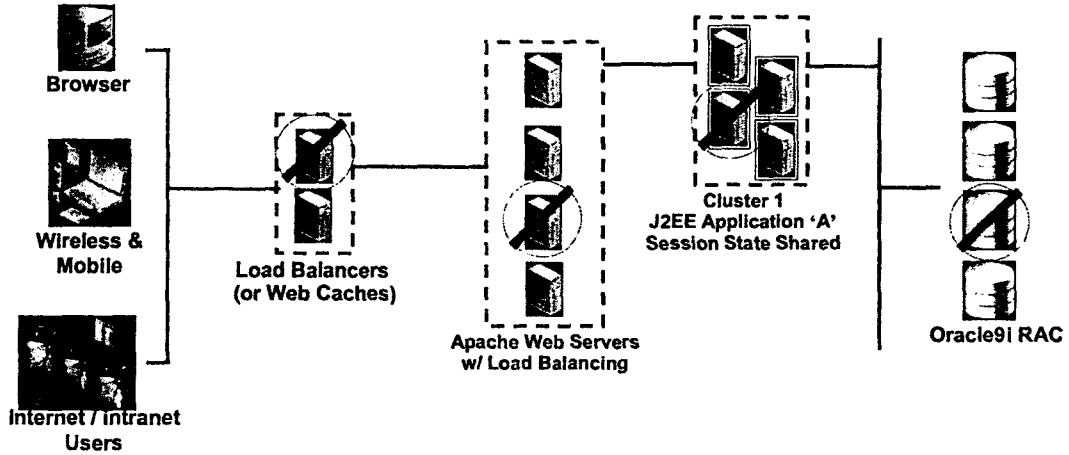 Browser
Wireless &
Mobile
Internet / Intranet
Users
Load Balancers
(or Web Caches)
Apache Web Servers
w/ Load Balancing
Cluster 1
J2EE Application ‘A’
Session State Shared
Oracle9i RAC